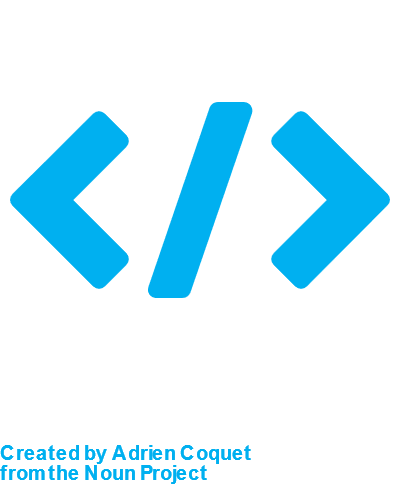 Created by Adrien Coquet
from the Noun Project